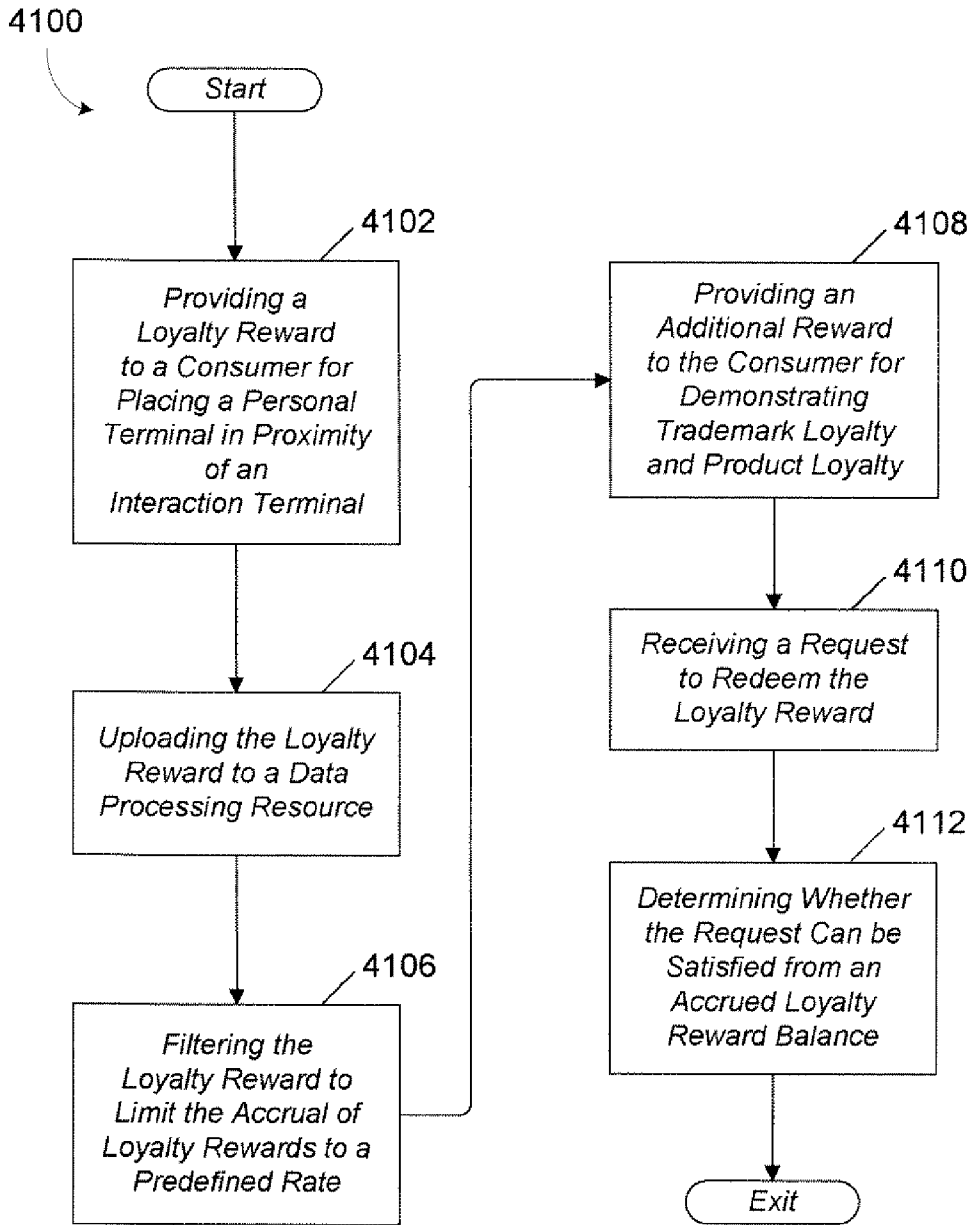 4100
Start
4102
Providing a
Loyalty Reward
to a Consumer for
Placing a Personal
Terminal in Proximity
of an
Interaction Terminal
4104
Uploading the Loyalty
Reward to a Data
Processing Resource
4106
Filtering the
Loyalty Reward to
Limit the Accrual of
Loyalty Rewards to a
Predefined Rate
4108
Providing an
Additional Reward
to the Consumer for
Demonstrating
Trademark Loyalty
and Product Loyalty
4110
Receiving a Request
to Redeem the
Loyalty Reward
4112
Determining Whether
the Request Can be
Satisfied from an
Accrued Loyalty
Reward Balance
Exit